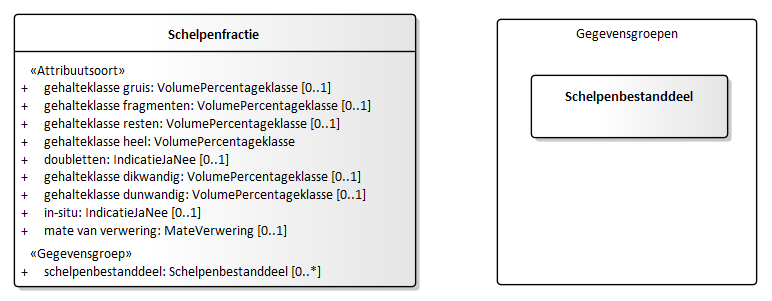 Schelpenfractie
«Attribuutsoort»
+ gehalteklasse gruis: VolumePercentageklasse [0..1]
+ gehalteklasse fragmenten: VolumePercentageklasse [0..1]
+ gehalteklasse resten: VolumePercentageklasse [0..1]
+ gehalteklasse heel: VolumePercentageklasse
+ doubletten: IndicatieJaNee [0..1]
+ gehalteklasse dikwandig: VolumePercentageklasse [0..1]
+ gehalteklasse dunwandig: VolumePercentageklasse [0..1]
+ in-situ: IndicatieJaNee [0..1]
+ mate van verwering: MateVerwering [0..1]
«Gegevensgroep»
+ schelpenbestanddeel: Schelpenbestanddeel [0..*]
Gegevensgroepen
Schelpenbestanddeel